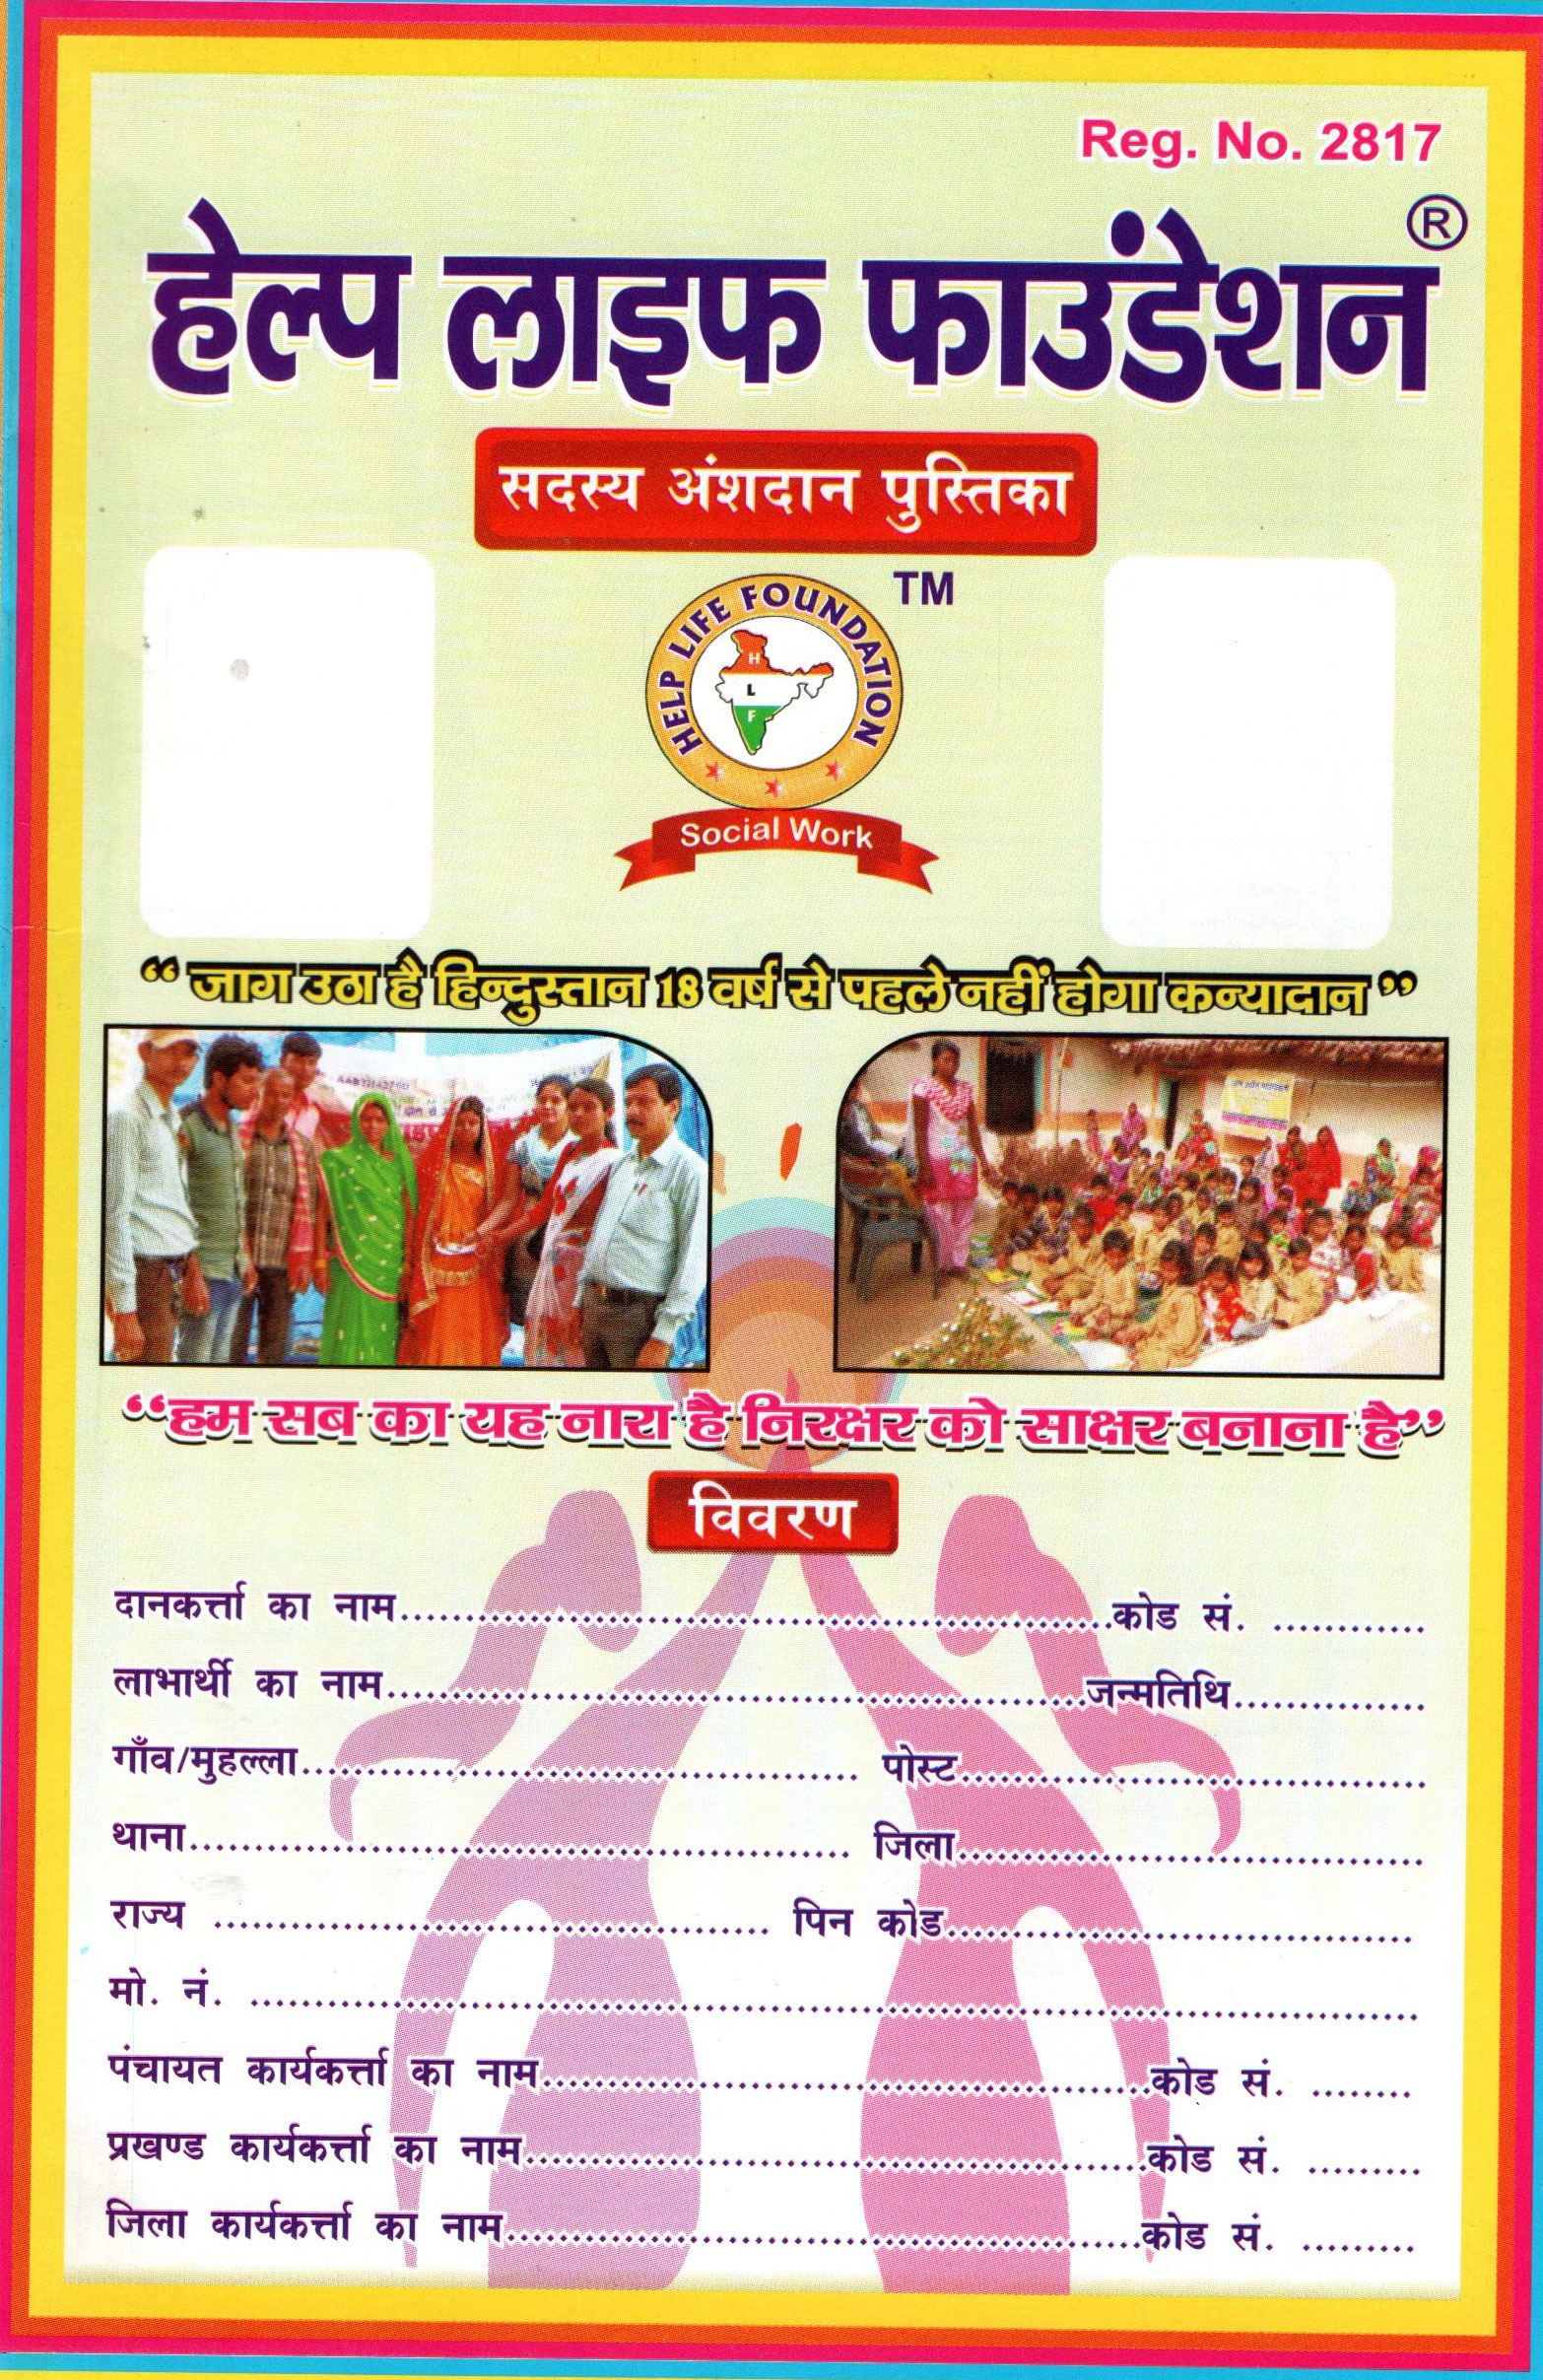 Reg. No. 2817
हेल्प लाइफ फाउंडेशन ®
सदस्य अंशदान पुस्तिका
TM
HELP LIFE FOUNDATION
H
L
F
Social Work
“ जाग उठा है हिन्दुस्तान 18 वर्ष से पहले नहीं होगा कन्यादान ”
“हम सब का यह नारा है निरक्षर को साक्षर बनाना है”
विवरण
दानकर्त्ता का नाम..........................................................कोड सं. ............
लाभार्थी का नाम..........................................................जन्मतिथि...............
गाँव/मुहल्ला............................................. पोस्ट......................................
थाना...................................................... जिला......................................
राज्य ............................................. पिन कोड......................................
मो. नं. ...............................................................................................
पंचायत कार्यकर्त्ता का नाम..................................................कोड सं. ........
प्रखण्ड कार्यकर्त्ता का नाम..................................................कोड सं. .........
जिला कार्यकर्त्ता का नाम....................................................कोड सं. .........